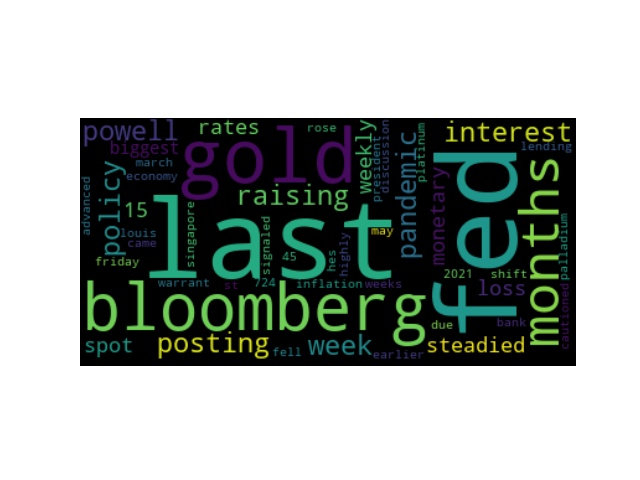 powell
rates
rose
interest
biggest
gold
weekly
discussion
president
pandemic
platinum
lending
march
economy
policy
raising
monetary
fed
months
advanced
15
louis
came
singapore
last
signaled
45
hes
highly
may
friday
warrant
st
724
inflation
weeks
2021
shift
palladium
loss
cautioned
bloomberg
due
bank
spot
posting
fell
week
earlier
steadied